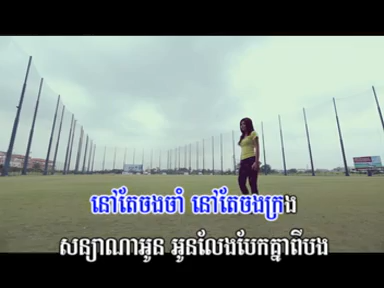 នៅតែចងចាំ នៅតែចងក្រង
សន្យាណាអូន អូនលែងបែកគ្នាពីបង